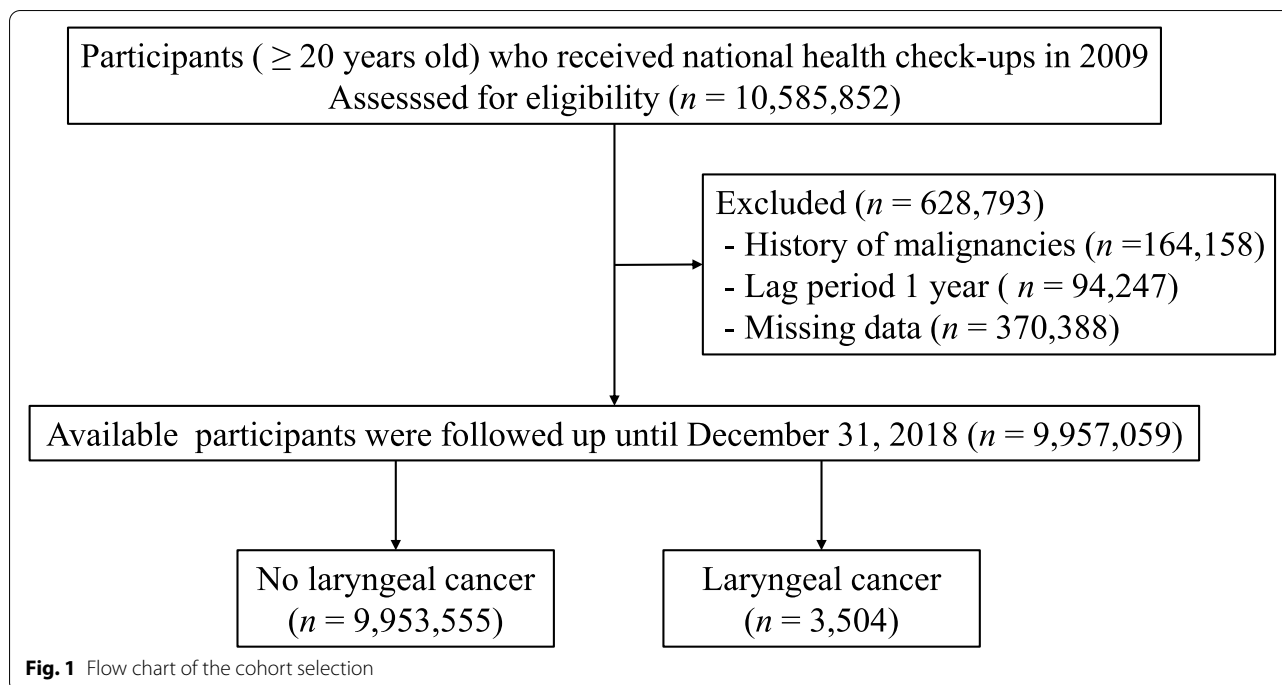 Participants ( ≥ 20 years old) who received national health check-ups in 2009
Assesssed for eligibility (n = 10,585,852)
Excluded (n = 628,793)
- History of malignancies (n =164,158)
- Lag period 1 year ( n = 94,247)
- Missing data (n = 370,388)
Available participants were followed up until December 31, 2018 (n = 9,957,059)
No laryngeal cancer
(n = 9,953,555)
Laryngeal cancer
(n = 3,504)
Fig. 1 Flow chart of the cohort selection